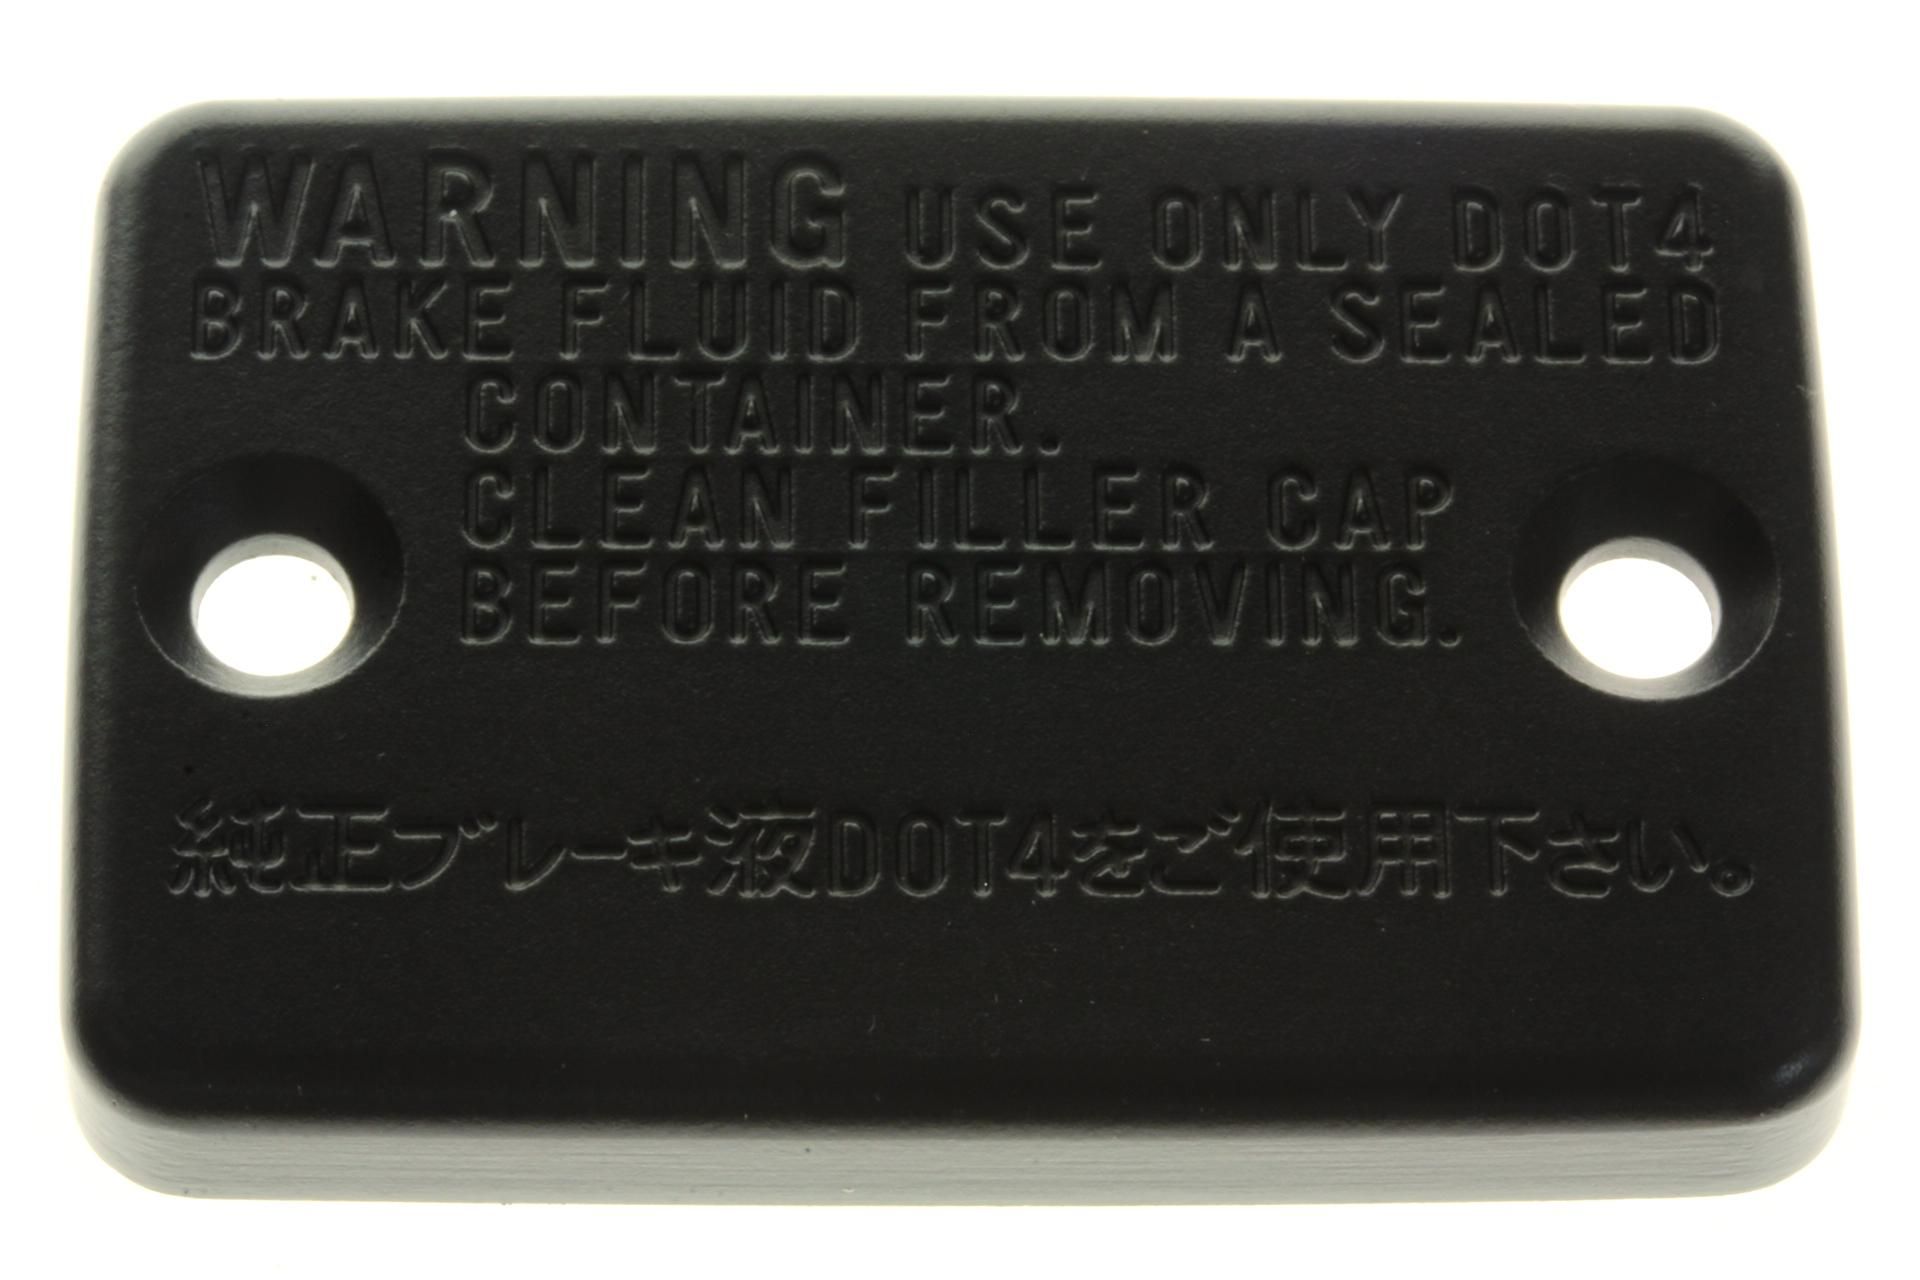 WARNING USE ONLY DOT4
BRAKE FLUID FROM A SEALED
CONTAINER.
CLEAN FILLER CAP
BEFORE REMOVING.
純正ブレーキ液DOT4をご使用下さい。